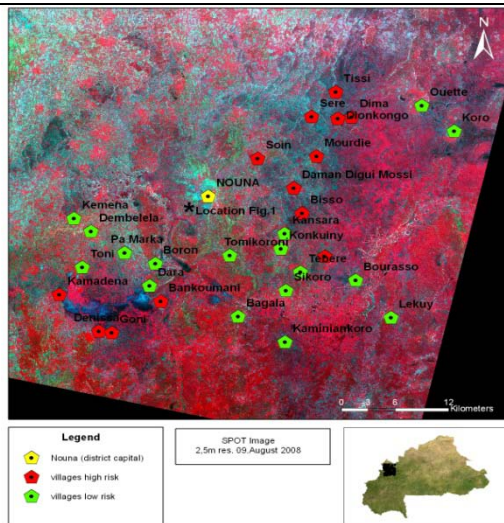 N
Tissi
Ouette
Sere
Dima
Dionkongo
Koro
Soin
Mourdie
Daman Digui Mossi
NOUNA
Bisso
*Location Fig.1
Kemena
Kansara
Dembelela
Konkuiny
Pa Marka
Tomikoroni
Boron
Toni
Tebere
Dara
Sikoro
Bourasso
Kamadena
Bankoumani
Bagala
Lekuy
Denissa
Goni
Kaminiankoro
0 3 6 12
Kilometers
Legend
Nouna (district capital)
villages high risk
villages low risk
SPOT Image
2,5m res. 09.August 2008